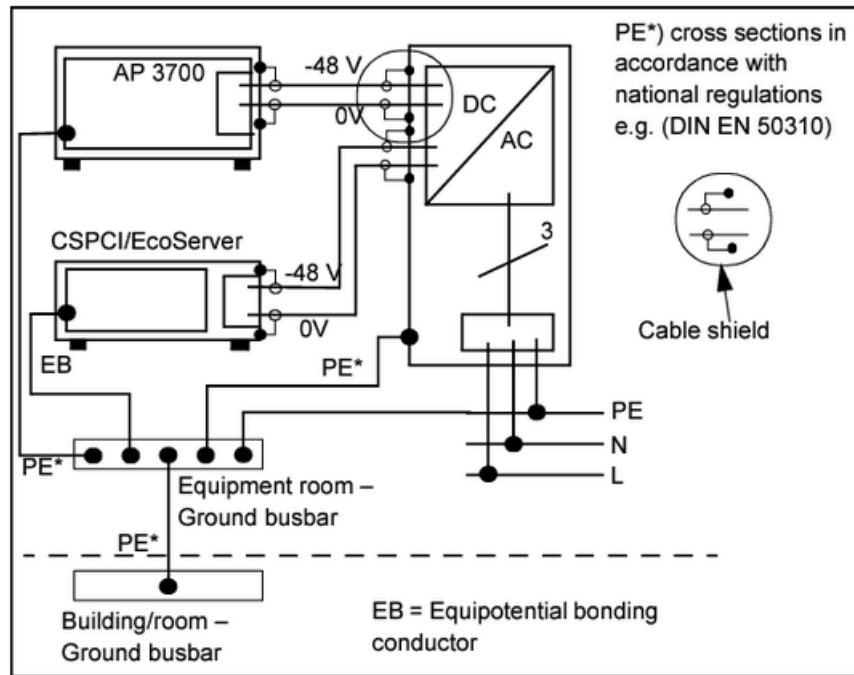 AP 3700
-48 V
0V
DC
AC
3
PE*) cross sections in
accordance with
national regulations
e.g. (DIN EN 50310)
Cable shield
CSPCI/EcoServer
-48 V
0V
EB
PE*
PE
N
L
PE*
Equipment room –
Ground busbar
PE*
Building/room –
Ground busbar
EB = Equipotential bonding
conductor